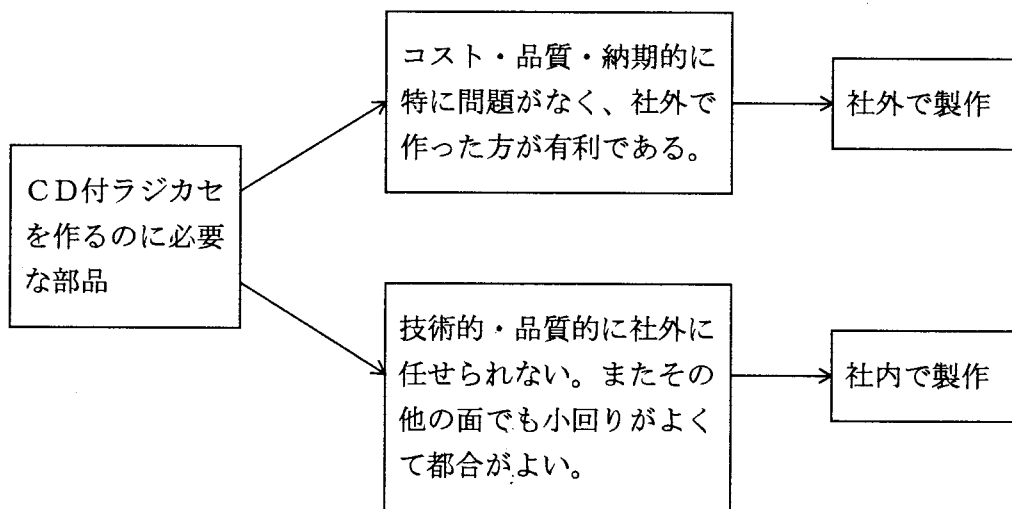 コスト・品質・納期的に
特に問題がなく、社外で
作った方が有利である。
社外で製作
ＣＤ付ラジカセ
を作るのに必要
な部品
技術的・品質的に社外に
任せられない。またその
他の面でも小回りがよく
て都合がよい。
社内で製作